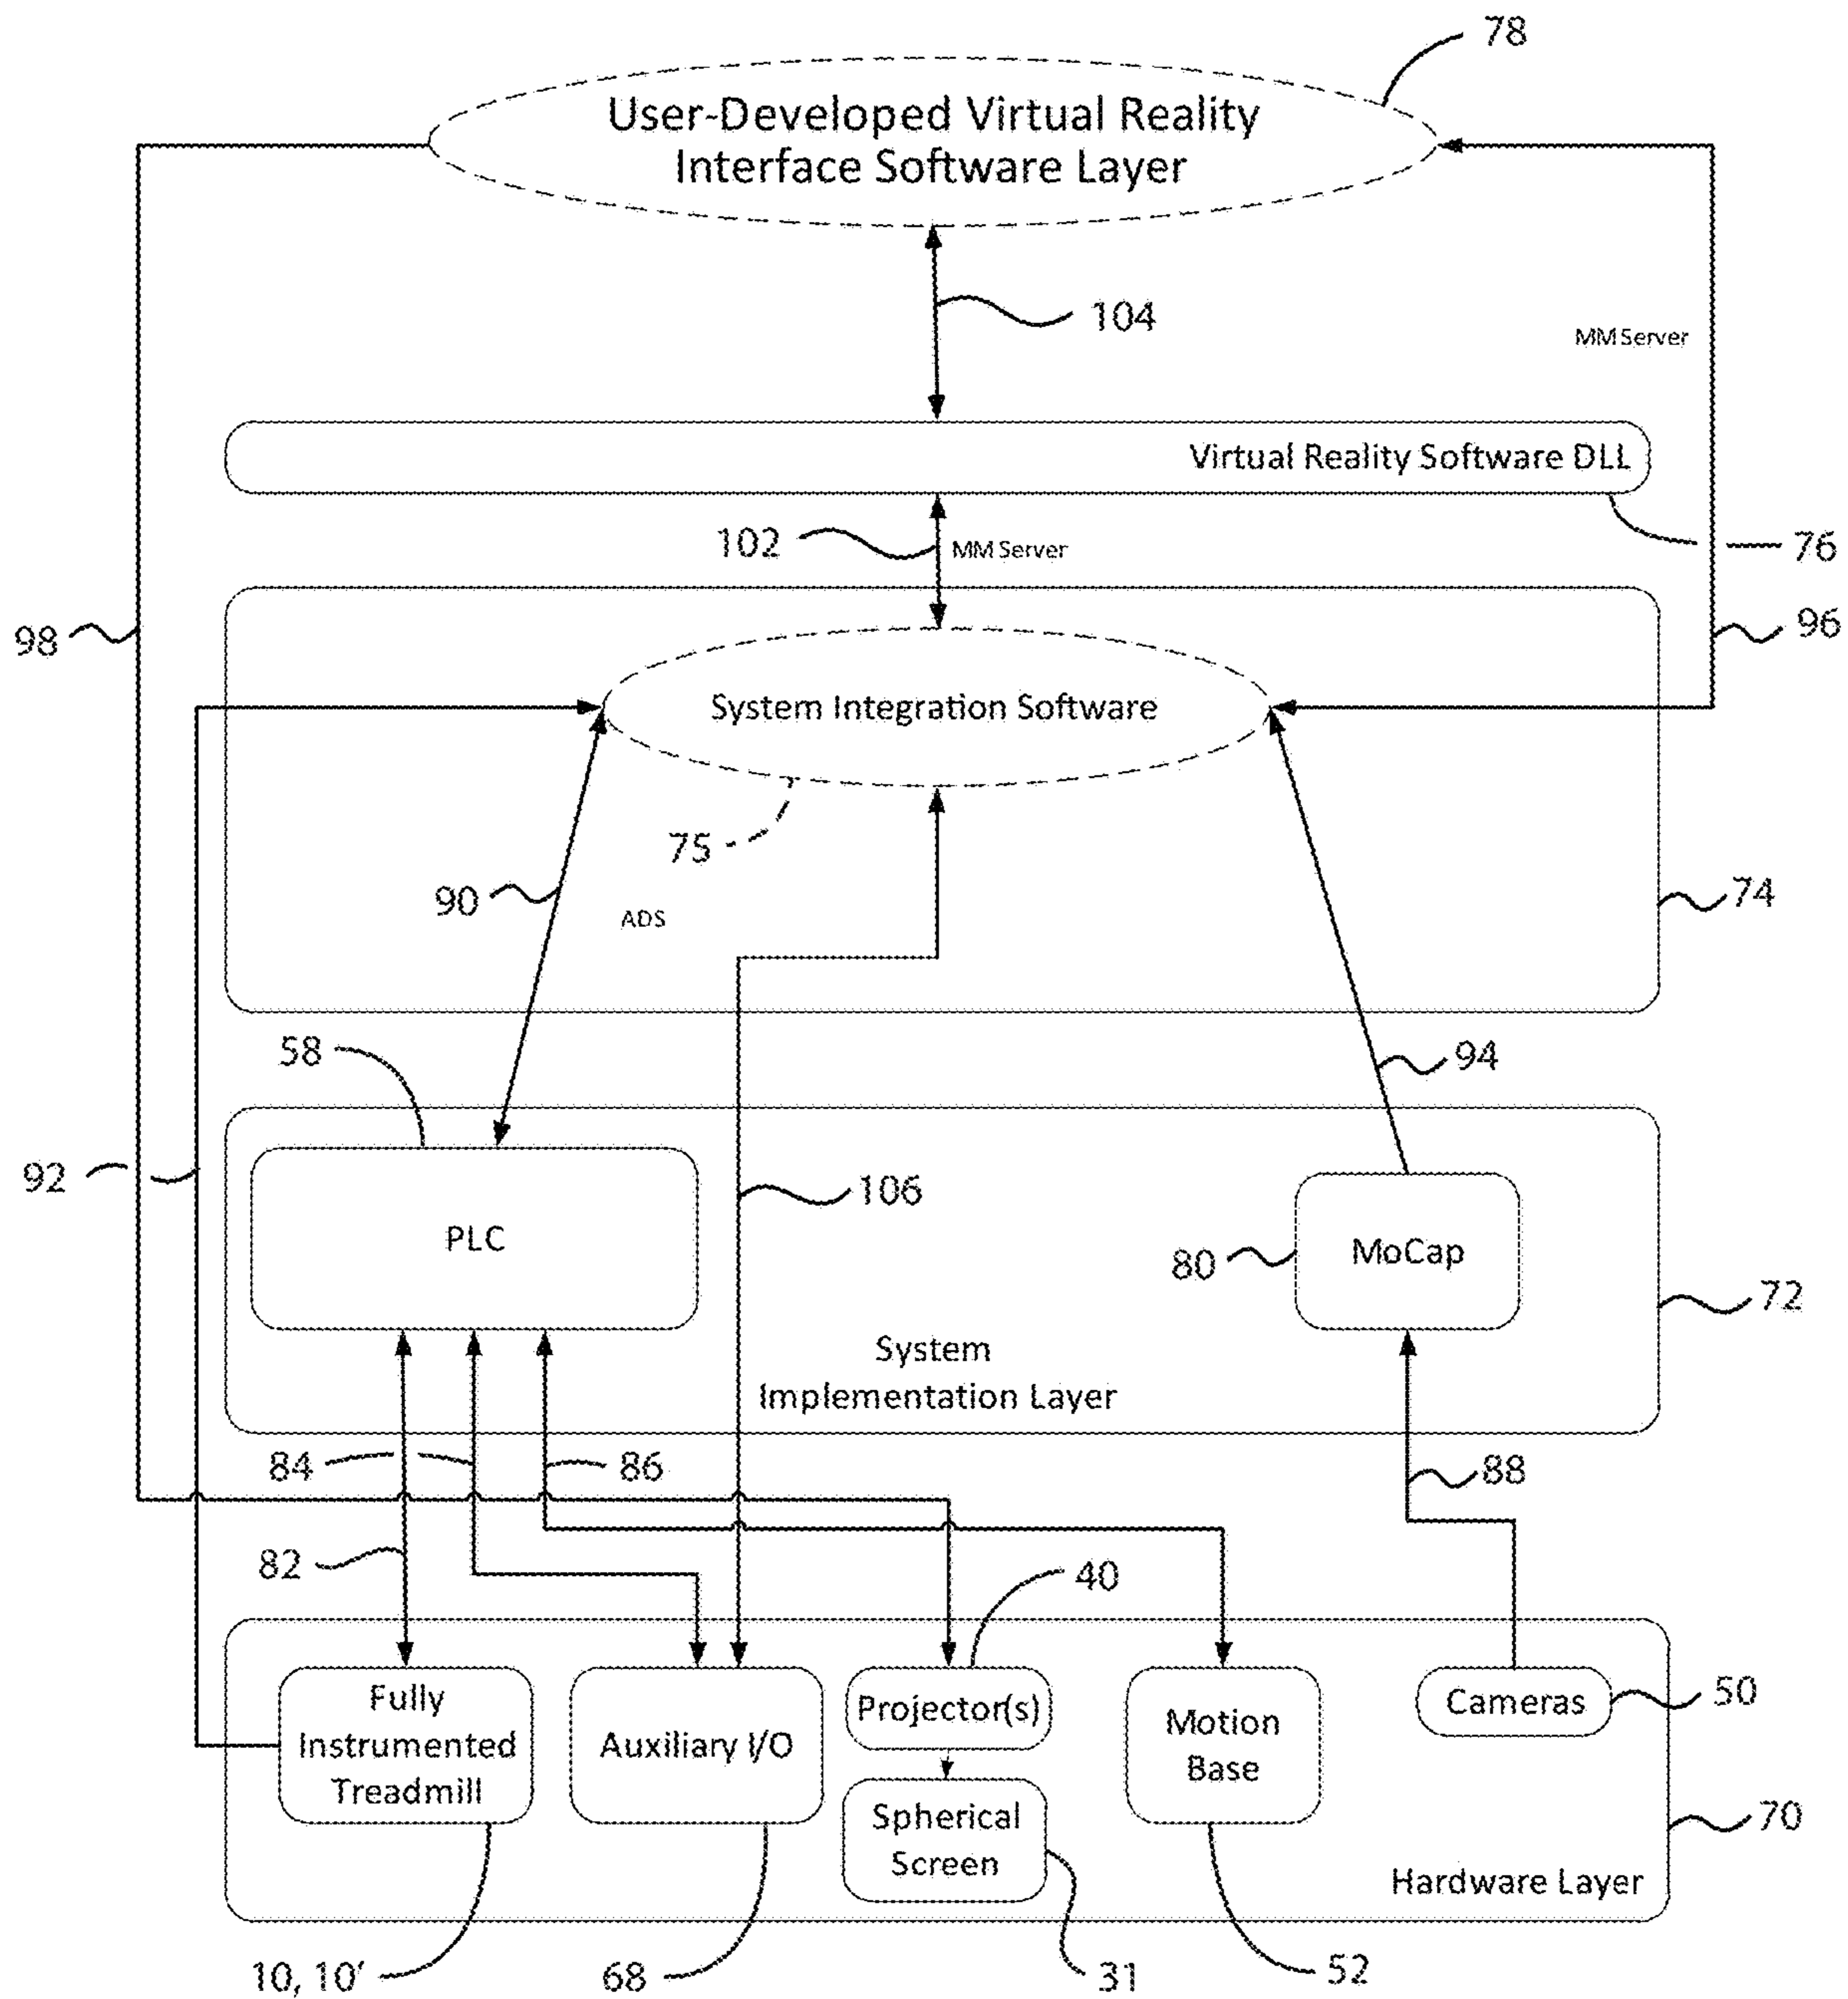 78
User-Developed Virtual Reality
Interface Software Layer
104
MM Server
Virtual Reality Software DLL
102
MM Server
76
98
96
System Integration Software
75
90
ADS
74
58
94
92
106
PLC
80
MoCap
72
System
Implementation Layer
84
86
88
82
40
Fully
Instrumented
Treadmill
Auxiliary I/O
Projector(s)
Spherical
Screen
Motion
Base
Cameras
50
70
Hardware Layer
10, 10′
68
31
52